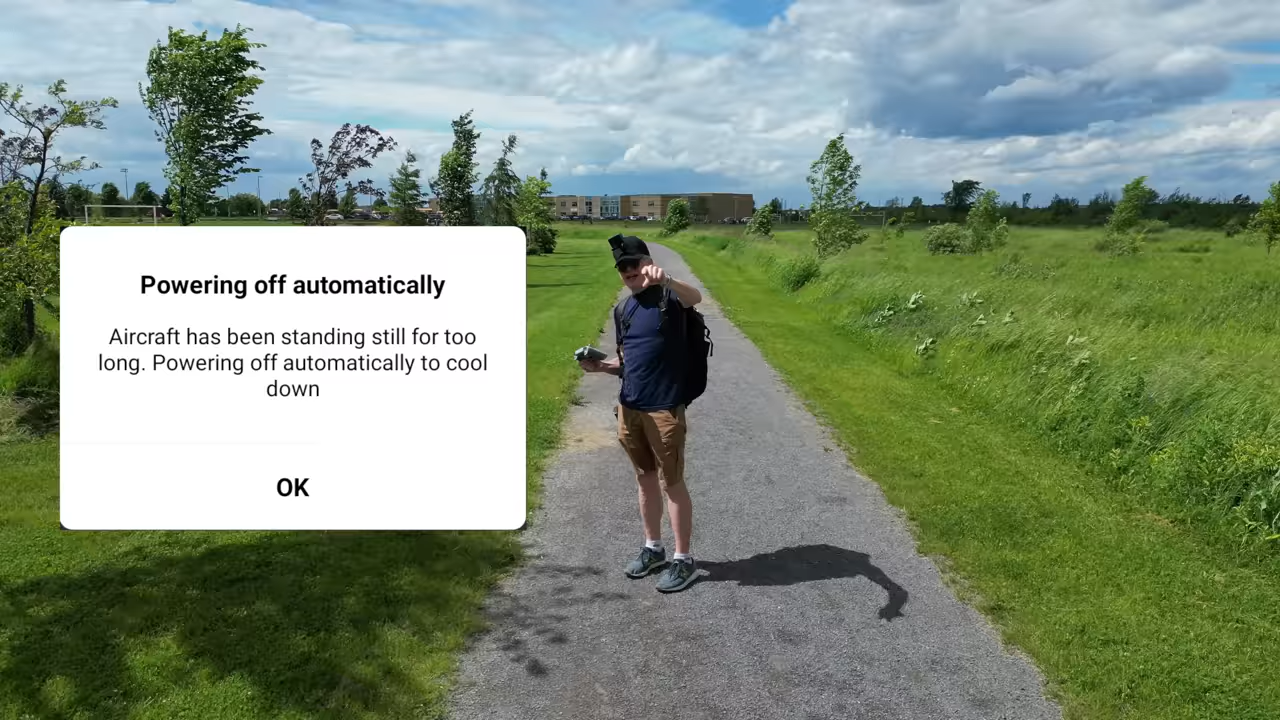 Powering off automatically
Aircraft has been standing still for too
long. Powering off automatically to cool
down
OK